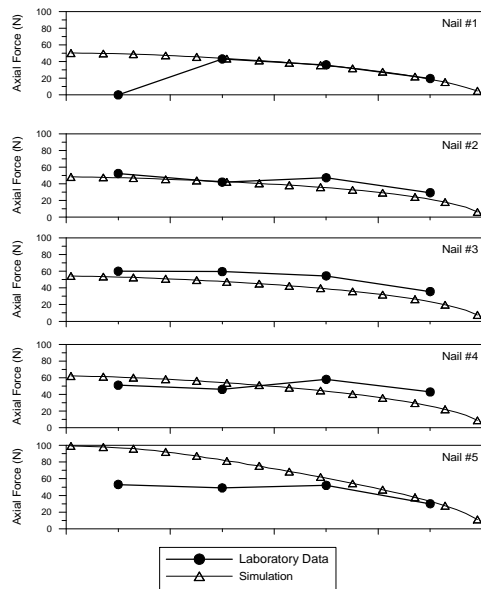 Axial Force (N)
100
80
60
40
20
0
Nail #1
Axial Force (N)
100
80
60
40
20
0
Nail #2
Axial Force (N)
100
80
60
40
20
0
Nail #3
Axial Force (N)
100
80
60
40
20
0
Nail #4
Axial Force (N)
100
80
60
40
20
0
Nail #5
Laboratory Data
Simulation